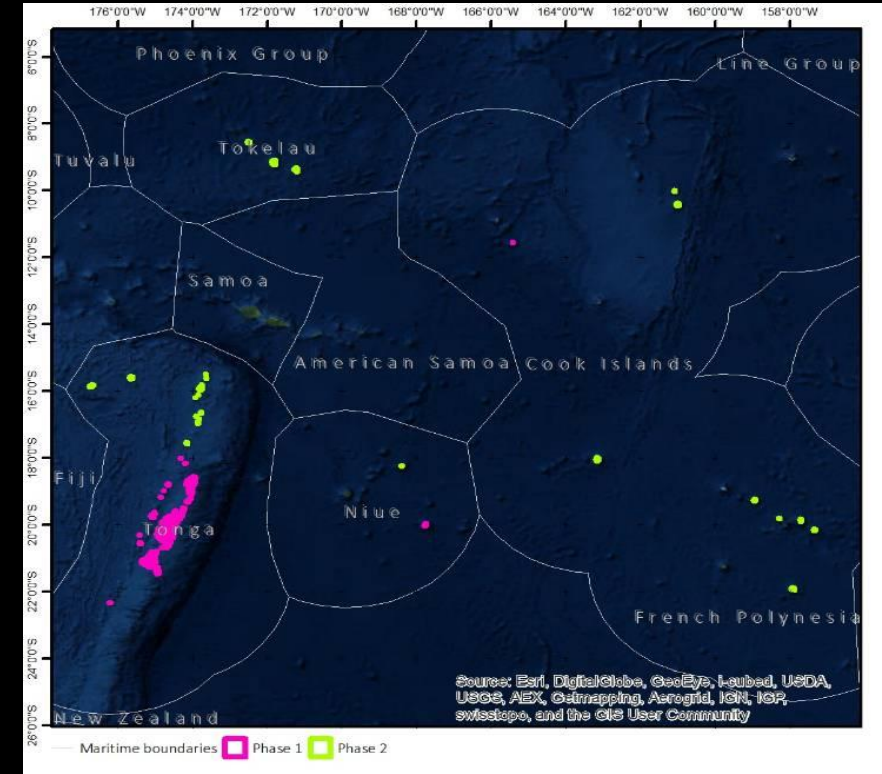 176°0'0"W 174°0'0"W 172°0'0"W 170°0'0"W 168°0'0"W 166°0'0"W 164°0'0"W 162°0'0"W 160°0'0"W 158°0'0"W
6°0'0"S
8°0'0"S
10°0'0"S
12°0'0"S
14°0'0"S
16°0'0"S
18°0'0"S
20°0'0"S
22°0'0"S
24°0'0"S
26°0'0"S
Phoenix Group
Line Group
Tokelau
Tuvalu
Samoa
American Samoa Cook Islands
Fiji
Niue
Tonga
French Polynesia
New Zealand
Source: Esri, DigitalGlobe, GeoEye, i-cubed, USDA,
USGS, AEX, Getmapping, Aerogrid, IGN, IGP,
swisstopo, and the GIS User Community
Maritime boundaries Phase 1 Phase 2